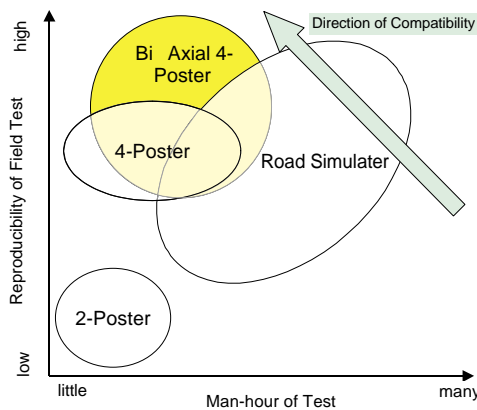 high
Direction of Compatibility
Bi Axial 4-
Poster
4-Poster
Road Simulater
Reproducibility of Field Test
2-Poster
low
little
many
Man-hour of Test